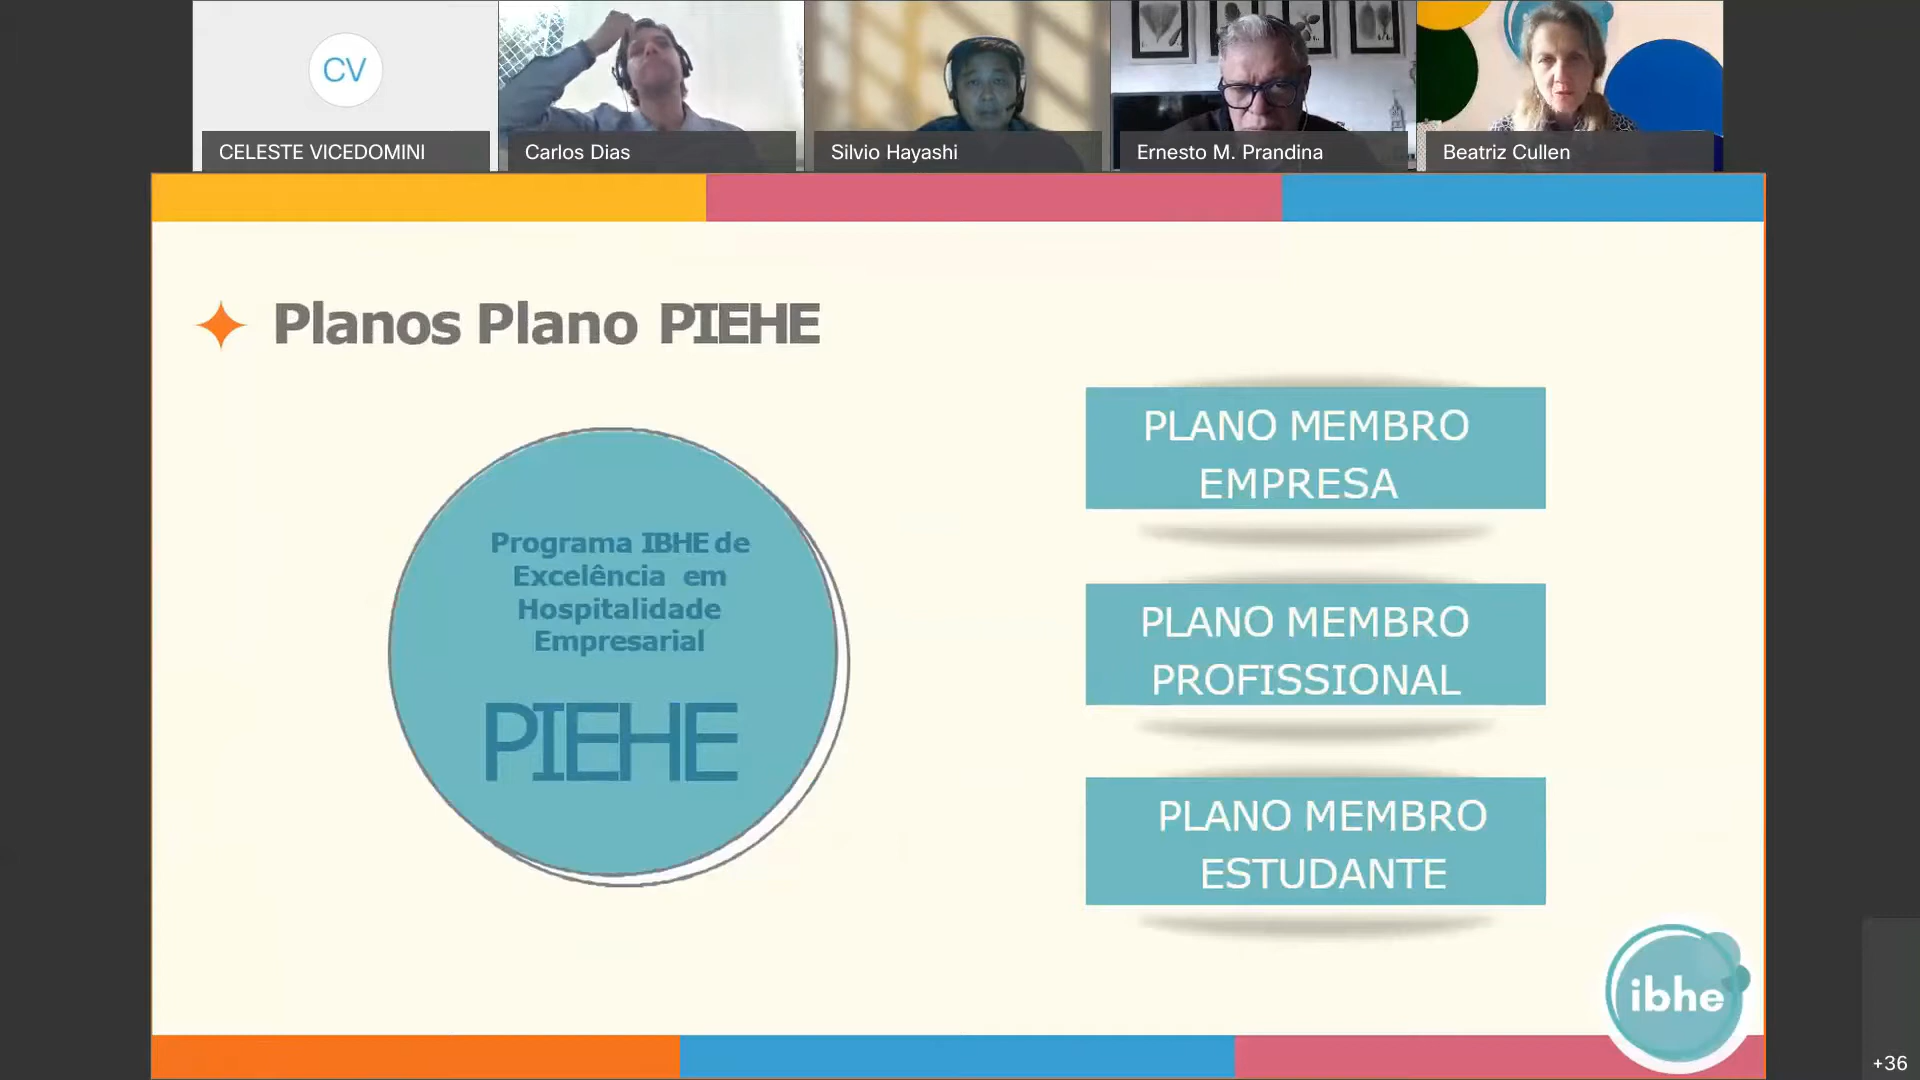 CV
CELESTE VICEDOMINI
Carlos Dias
Silvio Hayashi
Ernesto M. Prandina
Beatriz Cullen
Planos Plano PIEHE
Programa IBHE de
Excelência em
Hospitalidade
Empresarial
PIEHE
PLANO MEMBRO
EMPRESA
PLANO MEMBRO
PROFISSIONAL
PLANO MEMBRO
ESTUDANTE
ibhe
+36